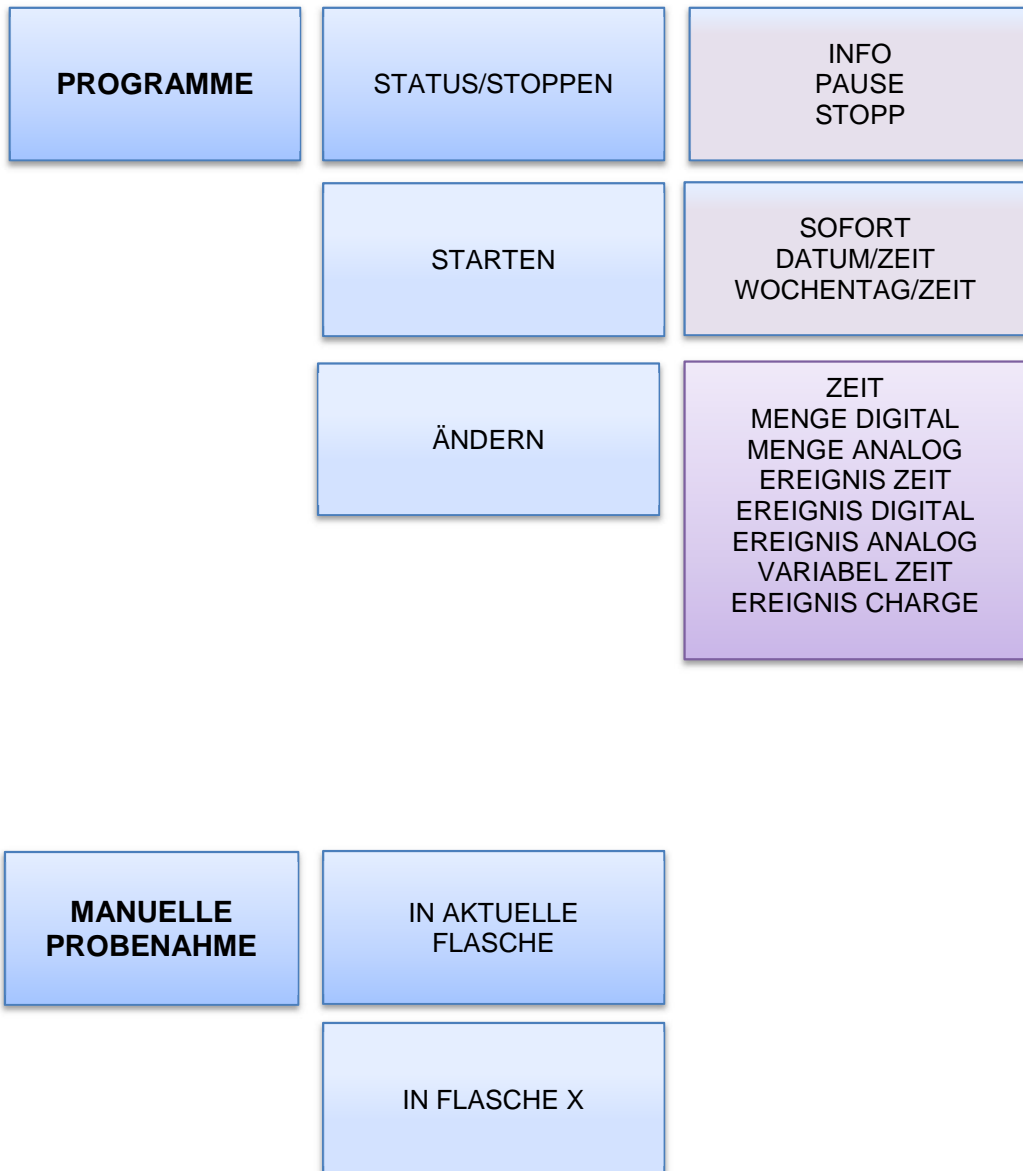 PROGRAMME
STATUS/STOPPEN
INFO
PAUSE
STOPP
STARTEN
SOFORT
DATUM/ZEIT
WOCHENTAG/ZEIT
ÄNDERN
ZEIT
MENGE DIGITAL
MENGE ANALOG
EREIGNIS ZEIT
EREIGNIS DIGITAL
EREIGNIS ANALOG
VARIABEL ZEIT
EREIGNIS CHARGE
MANUELLE
PROBENAHME
IN AKTUELLE
FLASCHE
IN FLASCHE X